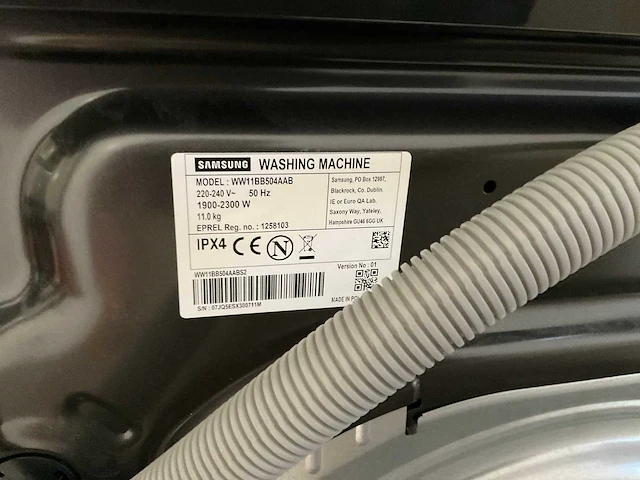 SAMSUNG WASHING MACHINE
MODEL : WW11BB504AAB
220-240 V~ 50 Hz
1900-2300 W
11.0 kg
EPREL Reg. no. : 1258103
Samsung, PO Box 12987,
Blackrock, Co. Dublin.
IE or Euro QA Lab.
Saxony Way, Yateley,
Hampshire GU46 6GG UK
IPX4 CE N
Version No : 01
WW11BB504AABS2
S/N : 07JQ5ESX300711M
MADE IN